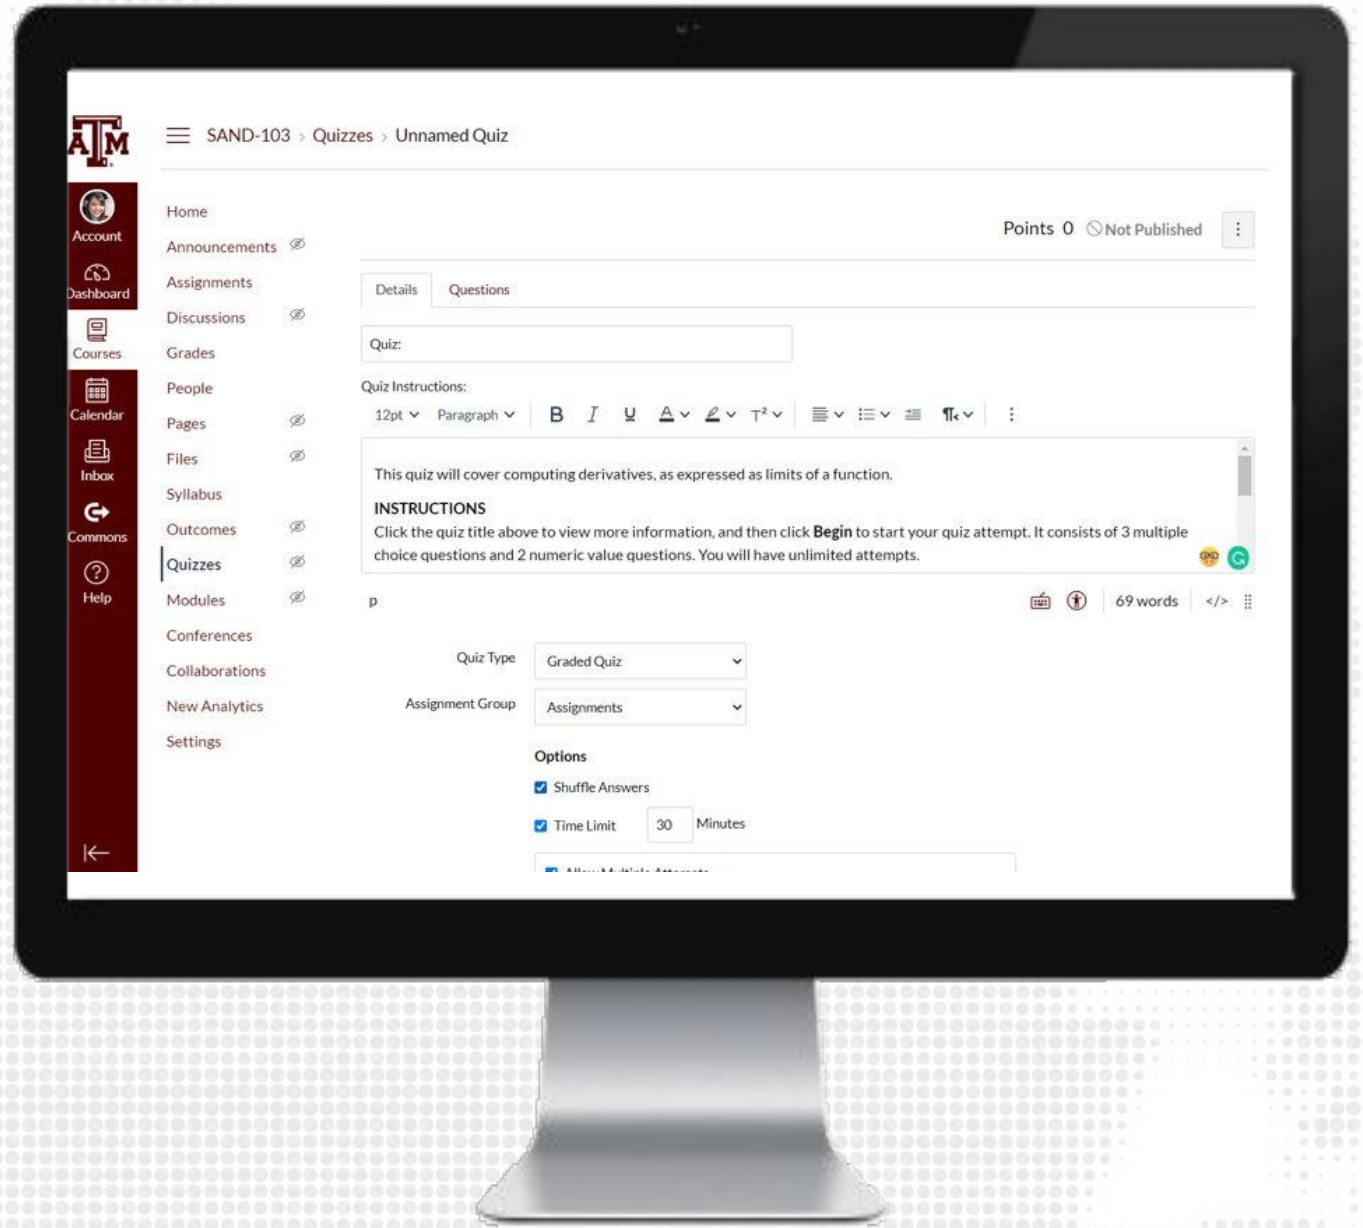 ATM
SAND-103 > Quizzes > Unnamed Quiz
Account
Dashboard
Courses
Calendar
Inbox
Commons
Help
Home
Announcements
Assignments
Discussions
Grades
People
Pages
Files
Syllabus
Outcomes
Quizzes
Modules
Conferences
Collaborations
New Analytics
Settings
Points 0 Not Published
Details Questions
Quiz:
Quiz Instructions:
12pt Paragraph B I U A T²
This quiz will cover computing derivatives, as expressed as limits of a function.
INSTRUCTIONS
Click the quiz title above to view more information, and then click Begin to start your quiz attempt. It consists of 3 multiple
choice questions and 2 numeric value questions. You will have unlimited attempts.
p 69 words </>
Quiz Type Graded Quiz
Assignment Group Assignments
Options
Shuffle Answers
Time Limit 30 Minutes
Allow Multiple Attempts